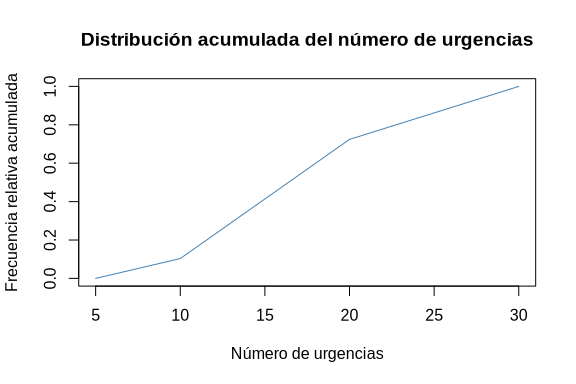 Distribución acumulada del número de urgencias
Frecuencia relativa acumulada
1.0
0.8
0.6
0.4
0.2
0.0
5 10 15 20 25 30
Número de urgencias